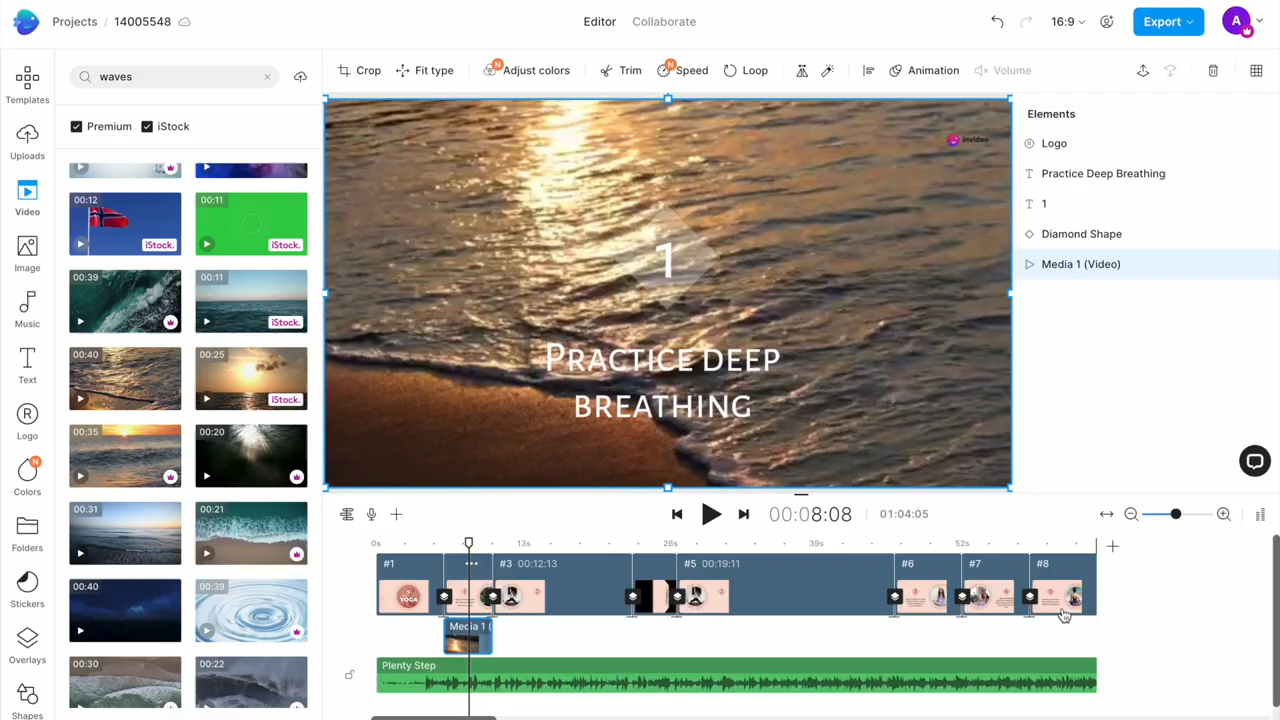 Projects / 14005548
Editor
Collaborate
16:9
Export
A
Templates
Uploads
Video
Image
Music
Text
Logo
N
Colors
Folders
Stickers
Overlays
Shapes
waves
Premium
iStock
00:12
iStock.
00:11
iStock.
00:39
00:11
iStock.
00:40
00:25
iStock.
00:35
00:20
00:31
00:21
00:40
00:39
00:30
00:22
Crop
Fit type
N
Adjust colors
Trim
N
Speed
Loop
Animation
Volume
invideo
1
Practice deep
breathing
Elements
Logo
Practice Deep Breathing
1
Diamond Shape
Media 1 (Video)
00:08:08
01:04:05
0s
13s
26s
39s
52s
#1
#3 00:12:13
#5 00:19:11
#6
#7
#8
YOGA
Media 1 (
Plenty Step